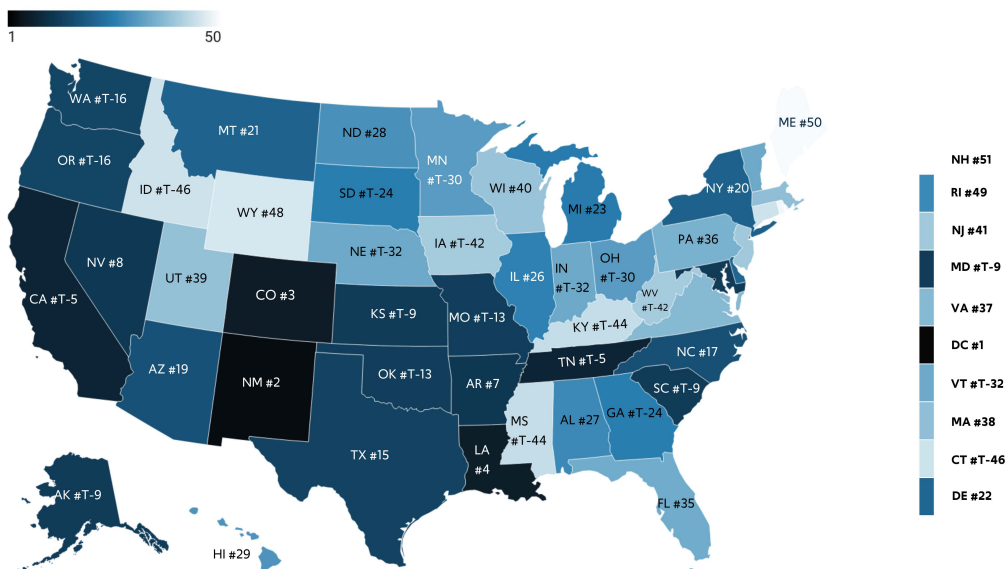 1 50
WA #T-16
OR #T-16
ID #T-46
MT #21
WY #48
ND #28
SD #T-24
NE #T-32
MN
#T-30
WI #40
MI #23
NY #20
ME #50
CA #T-5
NV #8
UT #39
CO #3
KS #T-9
IA #T-42
MO #T-13
IL #26
IN
#T-32
OH
#T-30
PA #36
WV
#T-42
KY #T-44
TN #T-5
NC #17
SC #T-9
AZ #19
NM #2
OK #T-13
AR #7
TX #15
LA
#4
MS
#T-44
AL #27
GA #T-24
FL #35
AK #T-9
HI #29
NH #51
RI #49
NJ #41
MD #T-9
VA #37
DC #1
VT #T-32
MA #38
CT #T-46
DE #22